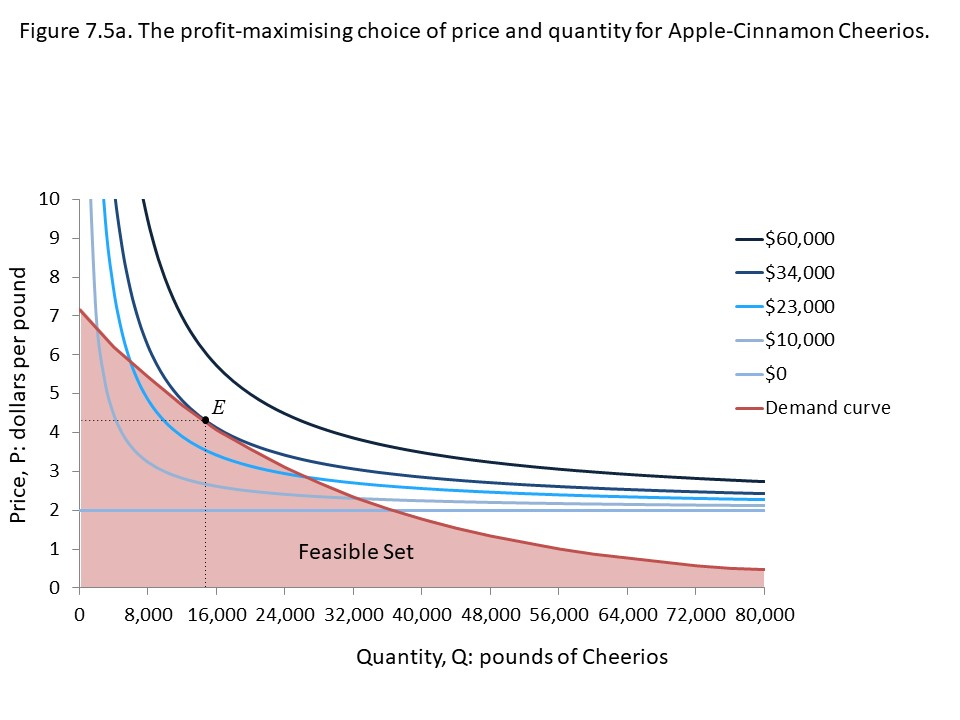 Figure 7.5a. The profit-maximising choice of price and quantity for Apple-Cinnamon Cheerios.
Price, P: dollars per pound
10
9
8
7
6
5
4
3
2
1
0
E
Feasible Set
$60,000
$34,000
$23,000
$10,000
$0
Demand curve
0 8,000 16,000 24,000 32,000 40,000 48,000 56,000 64,000 72,000 80,000
Quantity, Q: pounds of Cheerios